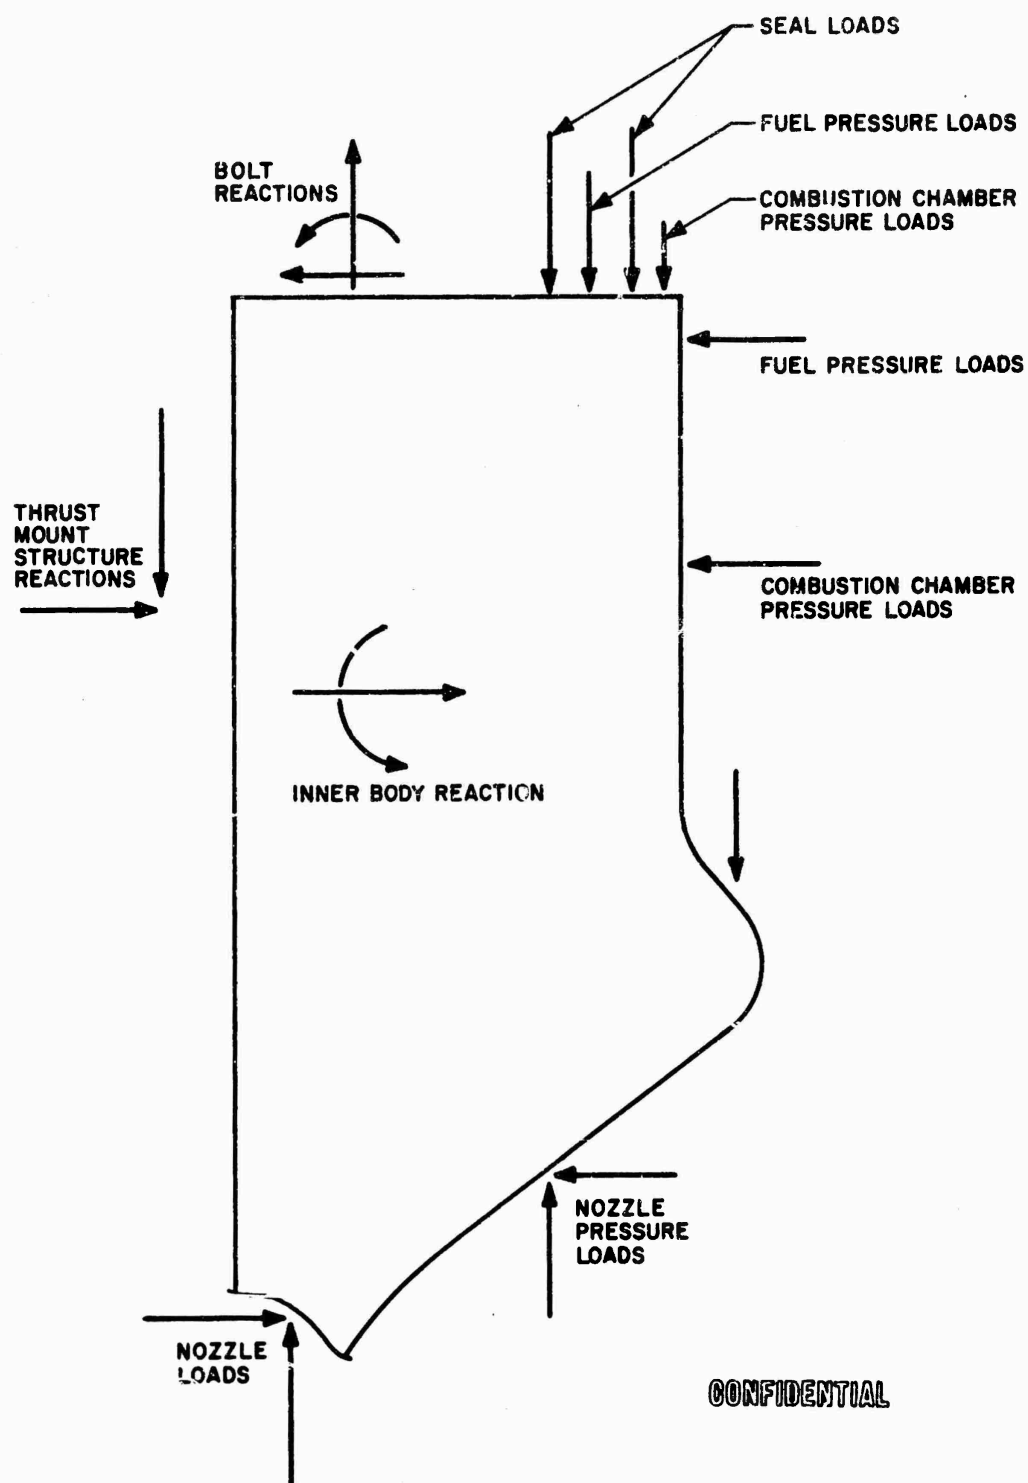 SEAL LOADS
FUEL PRESSURE LOADS
BOLT
REACTIONS
COMBUSTION CHAMBER
PRESSURE LOADS
FUEL PRESSURE LOADS
THRUST
MOUNT
STRUCTURE
REACTIONS
COMBUSTION CHAMBER
PRESSURE LOADS
INNER BODY REACTION
NOZZLE
PRESSURE
LOADS
NOZZLE
LOADS
CONFIDENTIAL